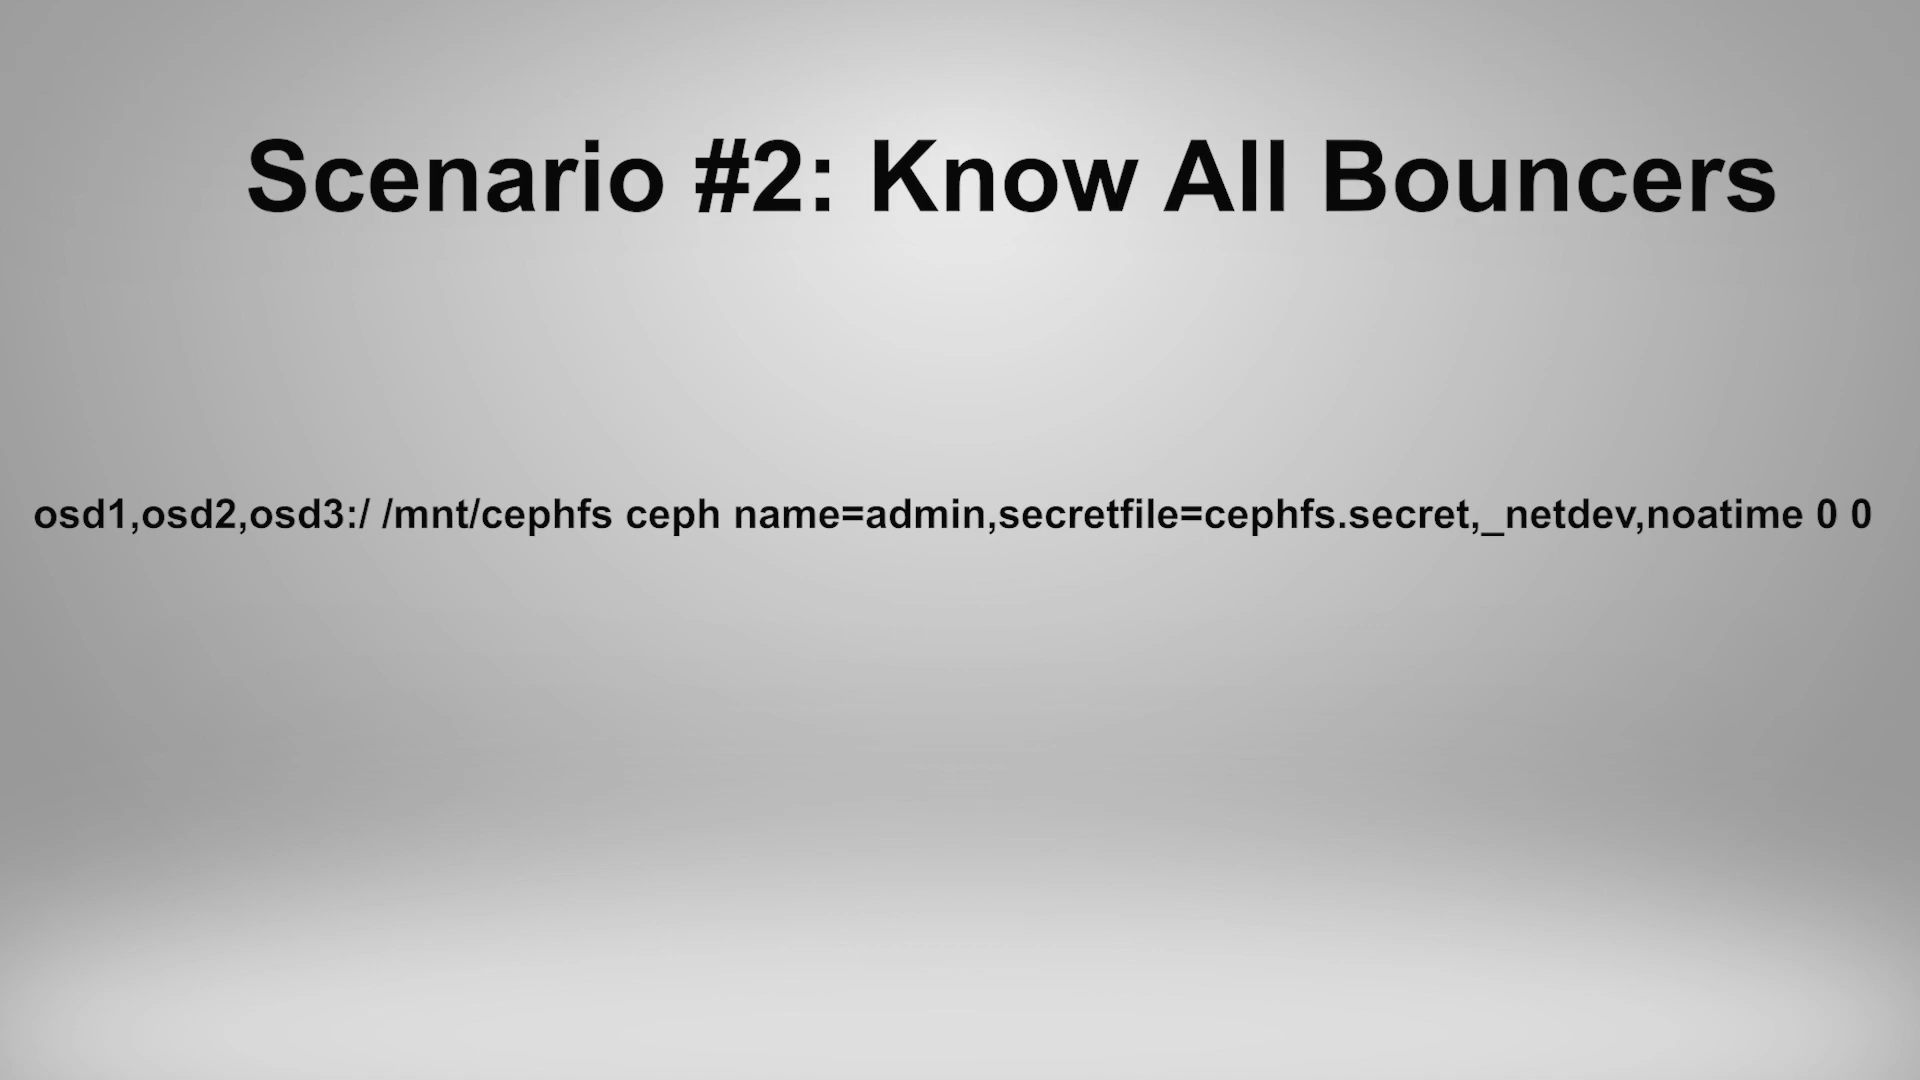 Scenario #2: Know All Bouncers
osd1,osd2,osd3:/ /mnt/cephfs ceph name=admin,secretfile=cephfs.secret,_netdev,noatime 0 0